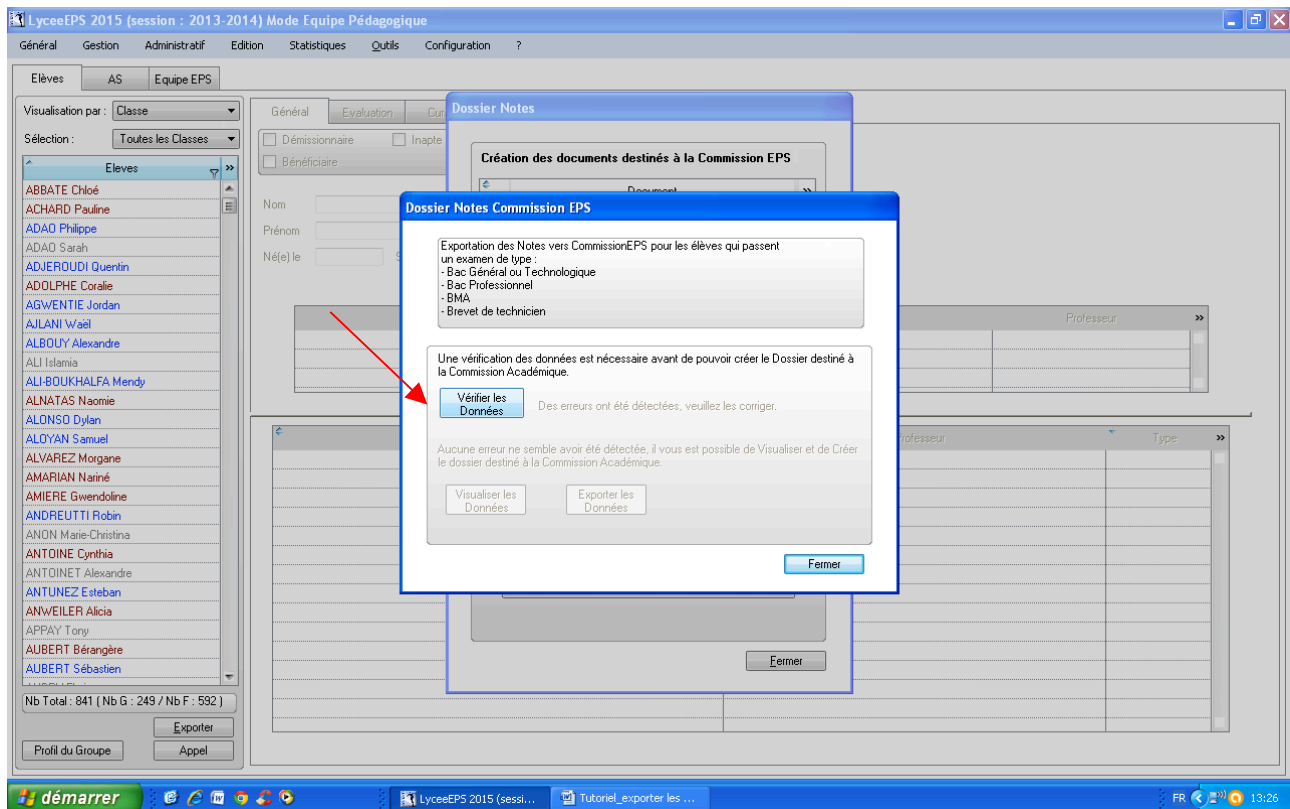 LyceeEPS 2015 (session : 2013-2014) Mode Equipe Pédagogique
Général Gestion Administratif Edition Statistiques Outils Configuration ?
Elèves AS Equipe EPS
Visualisation par : Classe
Sélection : Toutes les Classes
Eleves
ABBATE Chloé
ACHARD Pauline
ADAO Philippe
ADAO Sarah
ADJEROUDI Quentin
ADOLPHE Coralie
AGWENTIE Jordan
AJLANI Waël
ALBOUY Alexandre
ALI Islamia
ALI-BOUKHALFA Mendy
ALNATAS Naomie
ALONSO Dylan
ALOYAN Samuel
ALVAREZ Morgane
AMARIAN Nariné
AMIERE Gwendoline
ANDREUTTI Robin
ANON Marie-Christina
ANTOINE Cynthia
ANTOINET Alexandre
ANTUNEZ Esteban
ANWEILER Alicia
APPAY Tony
AUBERT Bérangère
AUBERT Sébastien
Nb Total : 841 ( Nb G : 249 / Nb F : 592 )
Exporter
Profil du Groupe Appel
Général Evaluation Cur
Démissionnaire Inapte
Bénéficiaire
Nom
Prénom
Né(e) le S
Professeur
rofesseur Type
Dossier Notes
Création des documents destinés à la Commission EPS
Document
Dossier Notes Commission EPS
Exportation des Notes vers CommissionEPS pour les élèves qui passent
un examen de type :
- Bac Général ou Technologique
- Bac Professionnel
- BMA
- Brevet de technicien
Une vérification des données est nécessaire avant de pouvoir créer le Dossier destiné à
la Commission Académique.
Vérifier les
Données
Des erreurs ont été détectées, veuillez les corriger.
Aucune erreur ne semble avoir été détectée, il vous est possible de Visualiser et de Créer
le dossier destiné à la Commission Académique.
Visualiser les
Données
Exporter les
Données
Fermer
Fermer
démarrer LyceeEPS 2015 (sessi... Tutoriel_exporter les ... FR 13:26